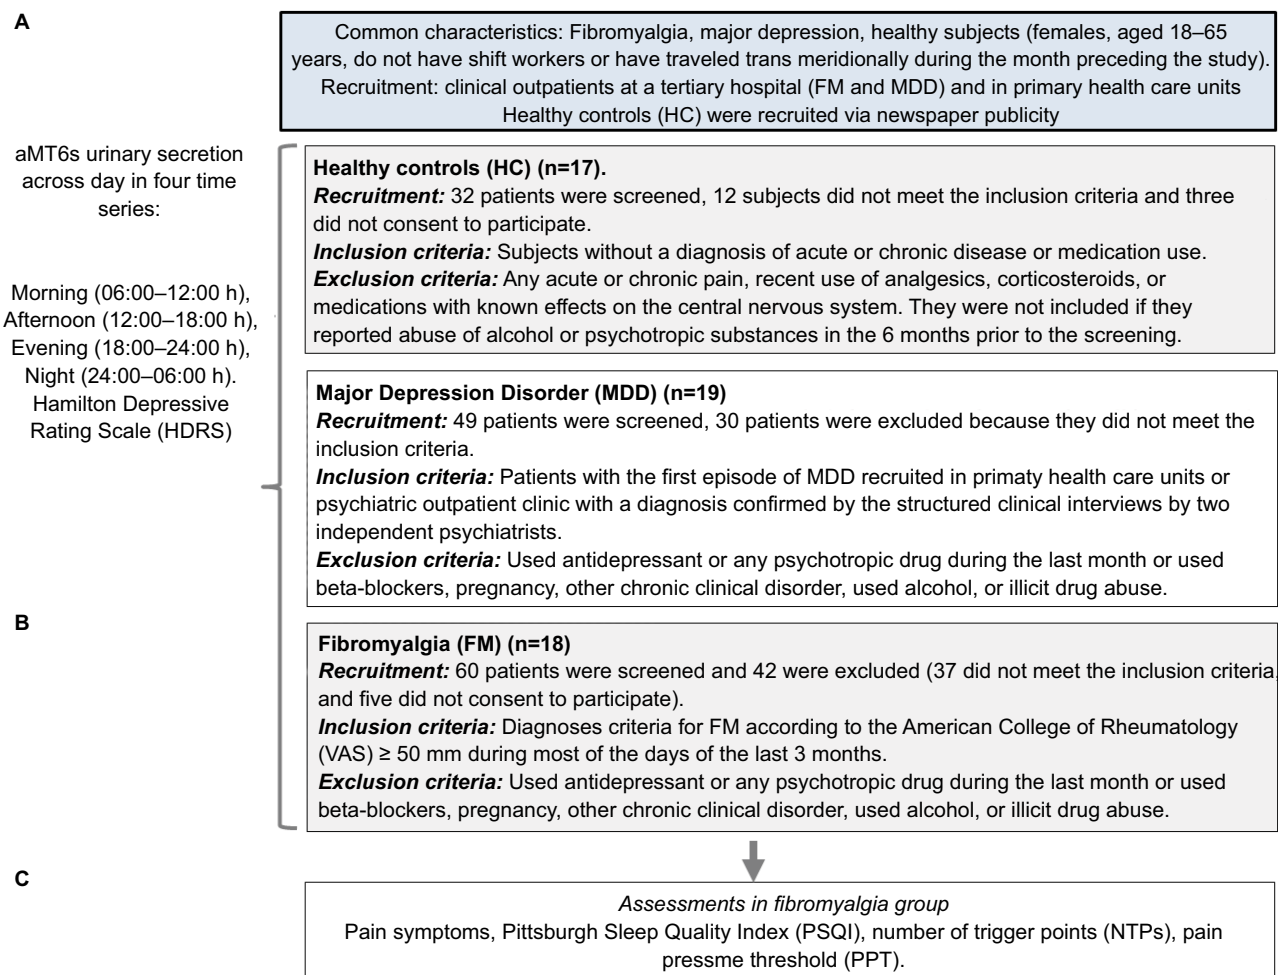 A
Common characteristics: Fibromyalgia, major depression, healthy subjects (females, aged 18–65
years, do not have shift workers or have traveled trans meridionally during the month preceding the study).
Recruitment: clinical outpatients at a tertiary hospital (FM and MDD) and in primary health care units
Healthy controls (HC) were recruited via newspaper publicity
aMT6s urinary secretion
across day in four time
series:
Morning (06:00–12:00 h),
Afternoon (12:00–18:00 h),
Evening (18:00–24:00 h),
Night (24:00–06:00 h).
Hamilton Depressive
Rating Scale (HDRS)
Healthy controls (HC) (n=17).
Recruitment: 32 patients were screened, 12 subjects did not meet the inclusion criteria and three
did not consent to participate.
Inclusion criteria: Subjects without a diagnosis of acute or chronic disease or medication use.
Exclusion criteria: Any acute or chronic pain, recent use of analgesics, corticosteroids, or
medications with known effects on the central nervous system. They were not included if they
reported abuse of alcohol or psychotropic substances in the 6 months prior to the screening.
Major Depression Disorder (MDD) (n=19)
Recruitment: 49 patients were screened, 30 patients were excluded because they did not meet the
inclusion criteria.
Inclusion criteria: Patients with the first episode of MDD recruited in primaty health care units or
psychiatric outpatient clinic with a diagnosis confirmed by the structured clinical interviews by two
independent psychiatrists.
Exclusion criteria: Used antidepressant or any psychotropic drug during the last month or used
beta-blockers, pregnancy, other chronic clinical disorder, used alcohol, or illicit drug abuse.
B
Fibromyalgia (FM) (n=18)
Recruitment: 60 patients were screened and 42 were excluded (37 did not meet the inclusion criteria,
and five did not consent to participate).
Inclusion criteria: Diagnoses criteria for FM according to the American College of Rheumatology
(VAS) ≥ 50 mm during most of the days of the last 3 months.
Exclusion criteria: Used antidepressant or any psychotropic drug during the last month or used
beta-blockers, pregnancy, other chronic clinical disorder, used alcohol, or illicit drug abuse.
C
Assessments in fibromyalgia group
Pain symptoms, Pittsburgh Sleep Quality Index (PSQI), number of trigger points (NTPs), pain
pressme threshold (PPT).